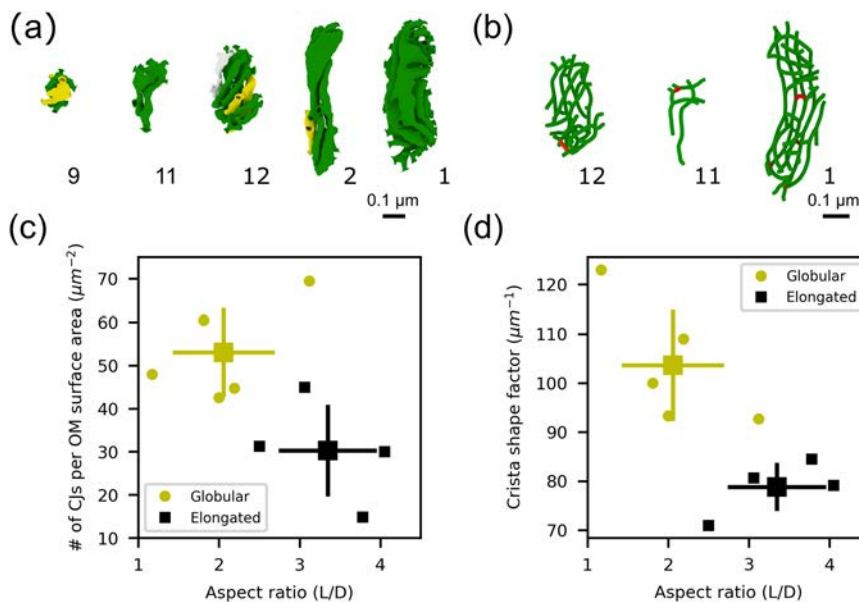 (a)
9 11 12 2 1
0.1 μm
(b)
12 11 1
0.1 μm
(c)
# of CJs per OM surface area (μm⁻²)
70
60
50
40
30
20
10
Globular
Elongated
1 2 3 4
Aspect ratio (L/D)
(d)
Crista shape factor (μm⁻¹)
120
110
100
90
80
70
Globular
Elongated
1 2 3 4
Aspect ratio (L/D)